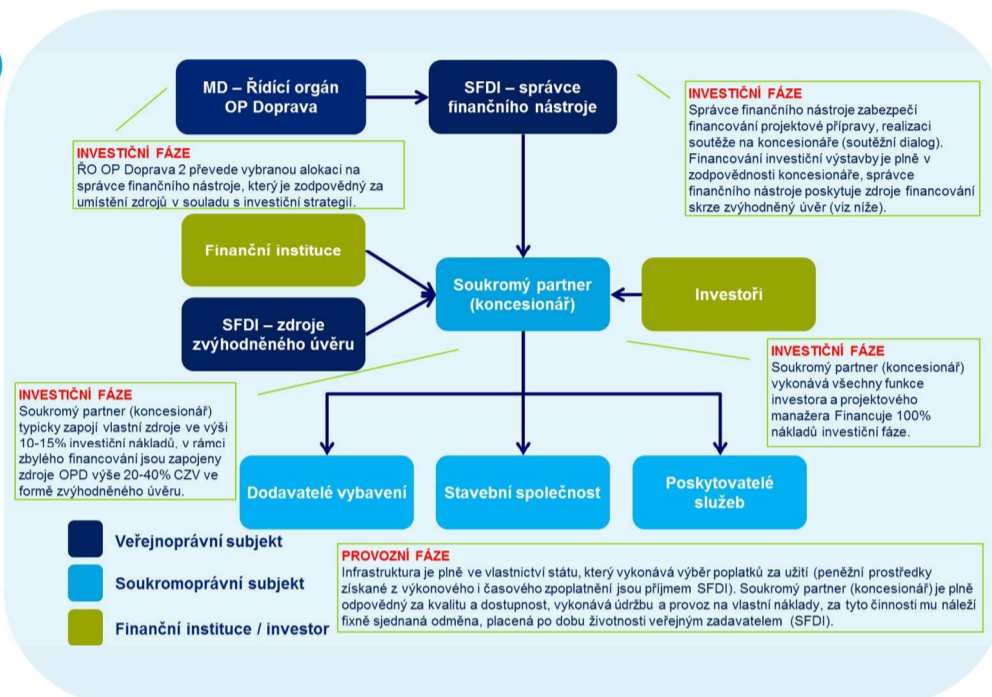 MD – Řídící orgán
OP Doprava
SFDI – správce
finančního nástroje
INVESTIČNÍ FÁZE
Správce finančního nástroje zabezpečí
financování projektové přípravy, realizaci
soutěže na koncesionáře (soutěžní dialog).
Financování investiční výstavby je plně v
zodpovědnosti koncesionáře, správce
finančního nástroje poskytuje zdroje financování
skrze zvýhodněný úvěr (viz níže).
INVESTIČNÍ FÁZE
ŘO OP Doprava 2 převede vybranou alokaci na
správce finančního nástroje, který je zodpovědný za
umístění zdrojů v souladu s investiční strategií.
Finanční instituce
Soukromý partner
(koncesionář)
Investoři
SFDI – zdroje
zvýhodněného úvěru
INVESTIČNÍ FÁZE
Soukromý partner (koncesionář)
vykonává všechny funkce
investora a projektového
manažera Financuje 100%
nákladů investiční fáze.
INVESTIČNÍ FÁZE
Soukromý partner (koncesionář)
typicky zapojí vlastní zdroje ve výši
10-15% investiční nákladů, v rámci
zbylého financování jsou zapojeny
zdroje OPD výše 20-40% CZV ve
formě zvýhodněného úvěru.
Dodavatelé vybavení
Stavební společnost
Poskytovatelé
služeb
Veřejnoprávní subjekt
Soukromoprávní subjekt
Finanční instituce / investor
PROVOZNÍ FÁZE
Infrastruktura je plně ve vlastnictví státu, který vykonává výběr poplatků za užití (peněžní prostředky
získané z výkonového i časového zpoplatnění jsou příjmem SFDI). Soukromý partner (koncesionář) je plně
odpovědný za kvalitu a dostupnost, vykonává údržbu a provoz na vlastní náklady, za tyto činnosti mu náleží
fixně sjednaná odměna, placená po dobu životnosti veřejným zadavatelem (SFDI).